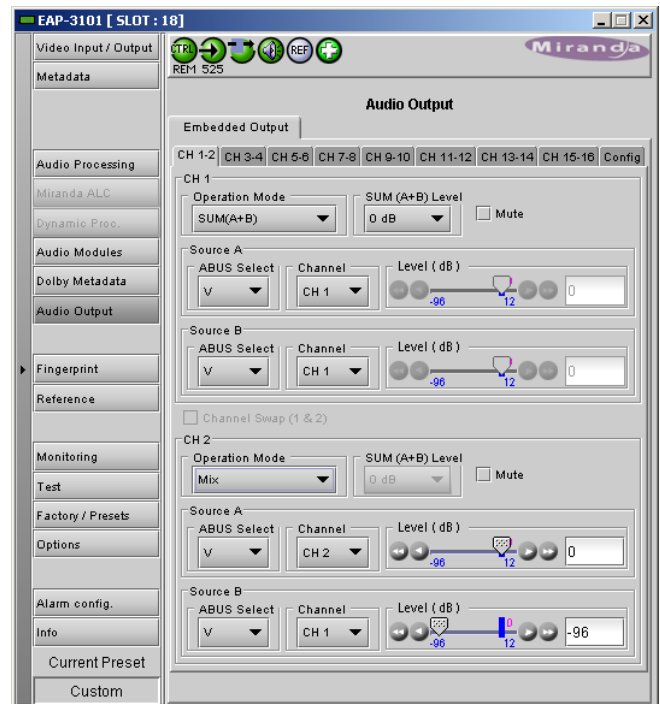 EAP-3101 [ SLOT : 18]
Video Input / Output
Metadata
Audio Processing
Miranda ALC
Dynamic Proc.
Audio Modules
Dolby Metadata
Audio Output
Fingerprint
Reference
Monitoring
Test
Factory / Presets
Options
Alarm config.
Info
Current Preset
Custom
CTRL
REF
REM 525
Miranda
Audio Output
Embedded Output
CH 1-2 CH 3-4 CH 5-6 CH 7-8 CH 9-10 CH 11-12 CH 13-14 CH 15-16 Config
CH 1
Operation Mode SUM (A+B) Level
SUM(A+B) 0 dB Mute
Source A
ABUS Select Channel Level ( dB )
V CH 1 -96 12 0
Source B
ABUS Select Channel Level ( dB )
V CH 1 -96 12 0
Channel Swap (1 & 2)
CH 2
Operation Mode SUM (A+B) Level
Mix 0 dB Mute
Source A
ABUS Select Channel Level ( dB )
V CH 2 -96 12 0
Source B
ABUS Select Channel Level ( dB )
V CH 1 -96 0 12 -96